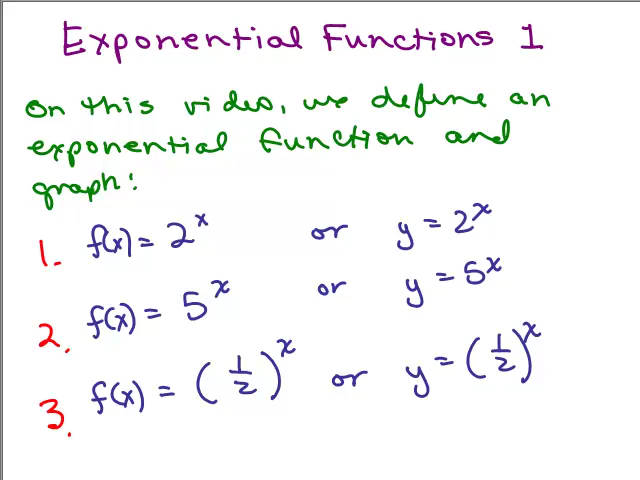 Exponential Functions 1
On this video, we define an
exponential function and
graph:
1. f(x) = 2^x or y = 2^x
2. f(x) = 5^x or y = 5^x
3. f(x) = (1/2)^x or y = (1/2)^x